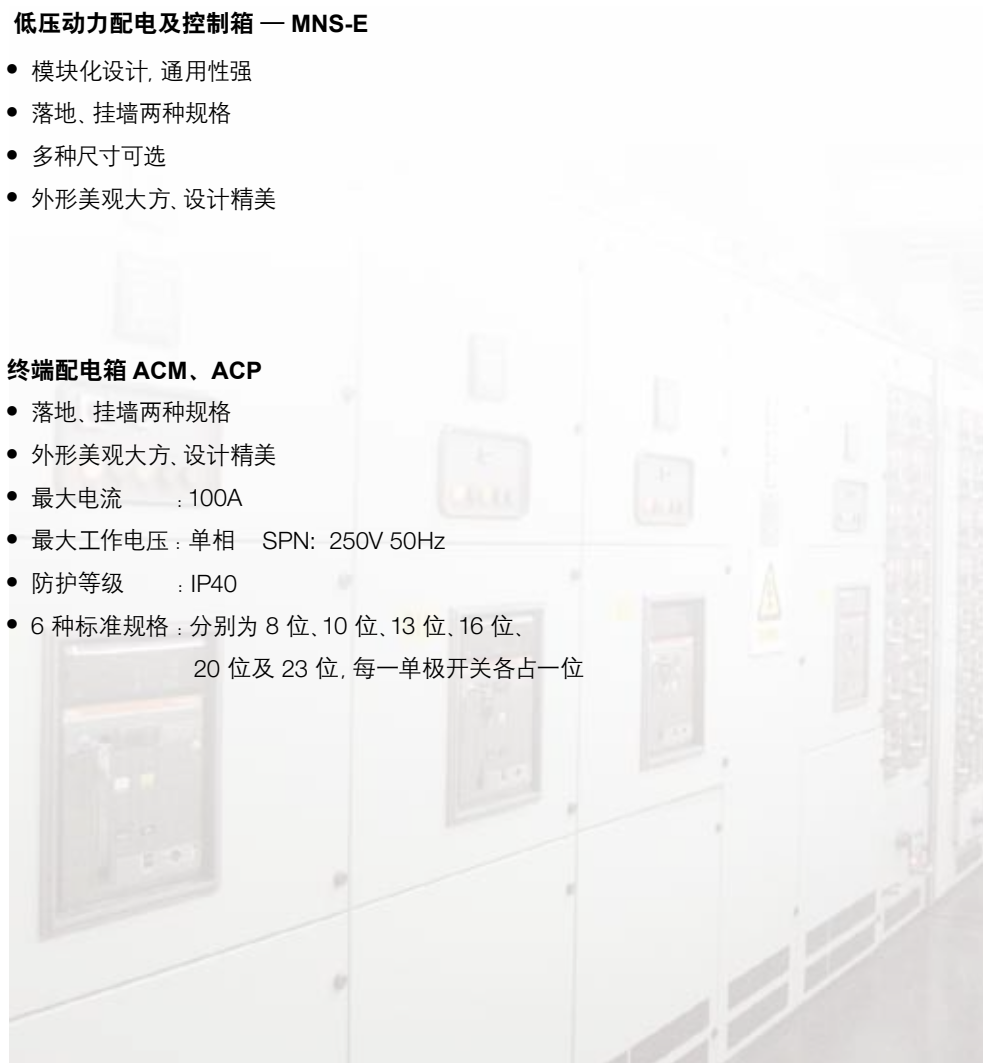 低压动力配电及控制箱 — MNS-E
• 模块化设计, 通用性强
• 落地、挂墙两种规格
• 多种尺寸可选
• 外形美观大方、设计精美
终端配电箱 ACM、ACP
• 落地、挂墙两种规格
• 外形美观大方、设计精美
• 最大电流 : 100A
• 最大工作电压 : 单相 SPN: 250V 50Hz
• 防护等级 : IP40
• 6 种标准规格 : 分别为 8 位、10 位、13 位、16 位、
20 位及 23 位, 每一单极开关各占一位